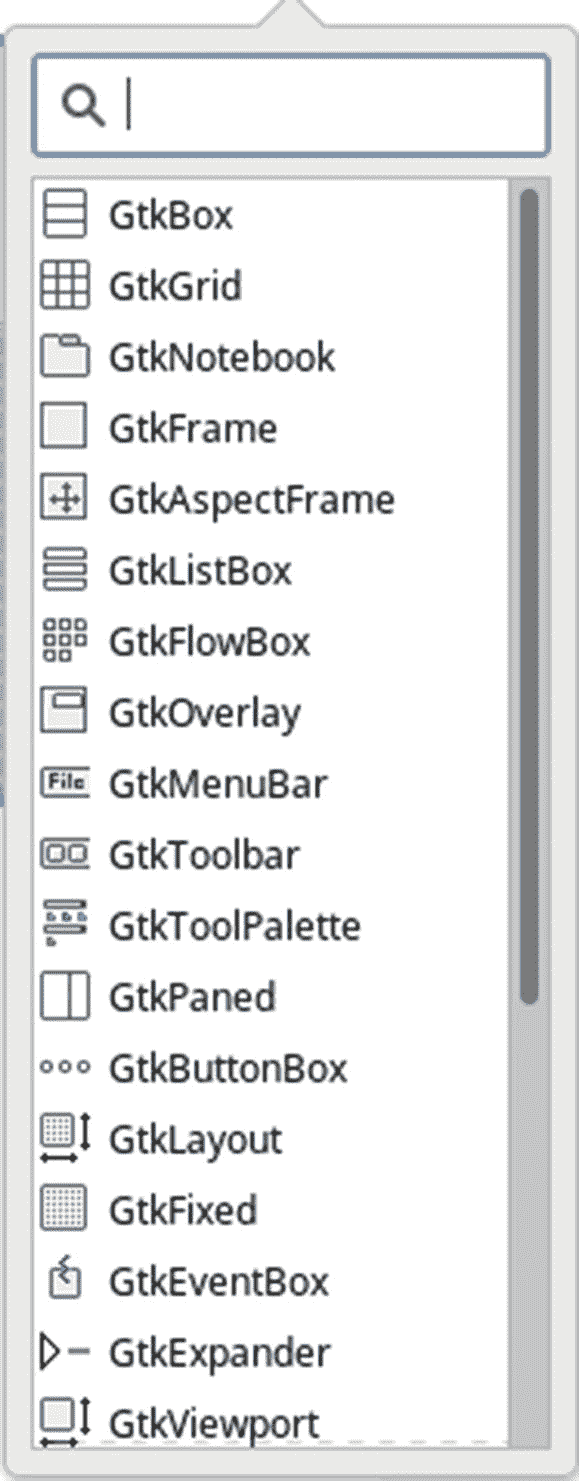 GtkBox
GtkGrid
GtkNotebook
GtkFrame
GtkAspectFrame
GtkListBox
GtkFlowBox
GtkOverlay
File GtkMenuBar
GtkToolbar
GtkToolPalette
GtkPaned
GtkButtonBox
GtkLayout
GtkFixed
GtkEventBox
GtkExpander
GtkViewport